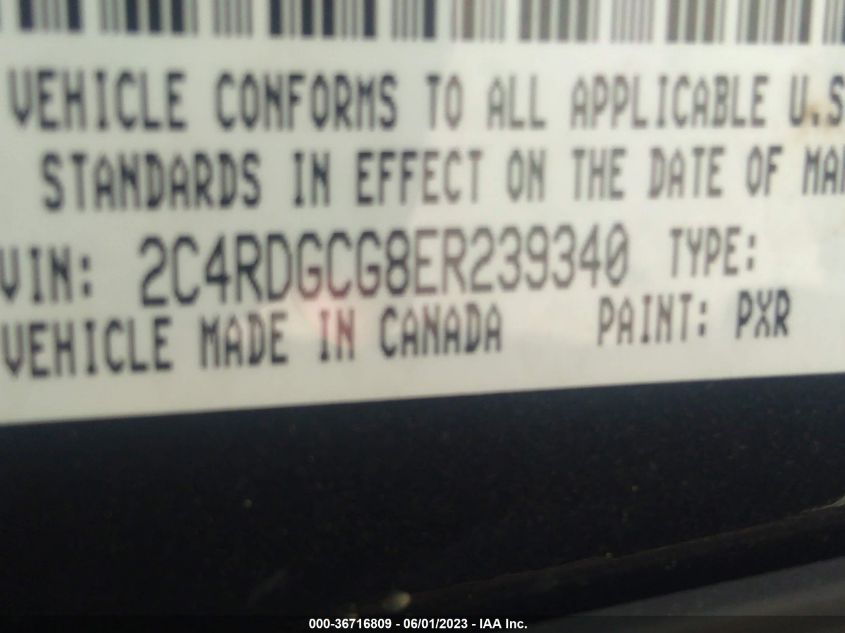 VEHICLE CONFORMS TO ALL APPLICABLE U.S
STANDARDS IN EFFECT ON THE DATE OF MAN
VIN: 2C4RDGCG8ER239340 TYPE:
VEHICLE MADE IN CANADA PAINT: PXR
000-36716809 - 06/01/2023 - IAA Inc.